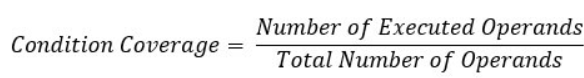 Condition Coverage = Number of Executed Operands / Total Number of Operands